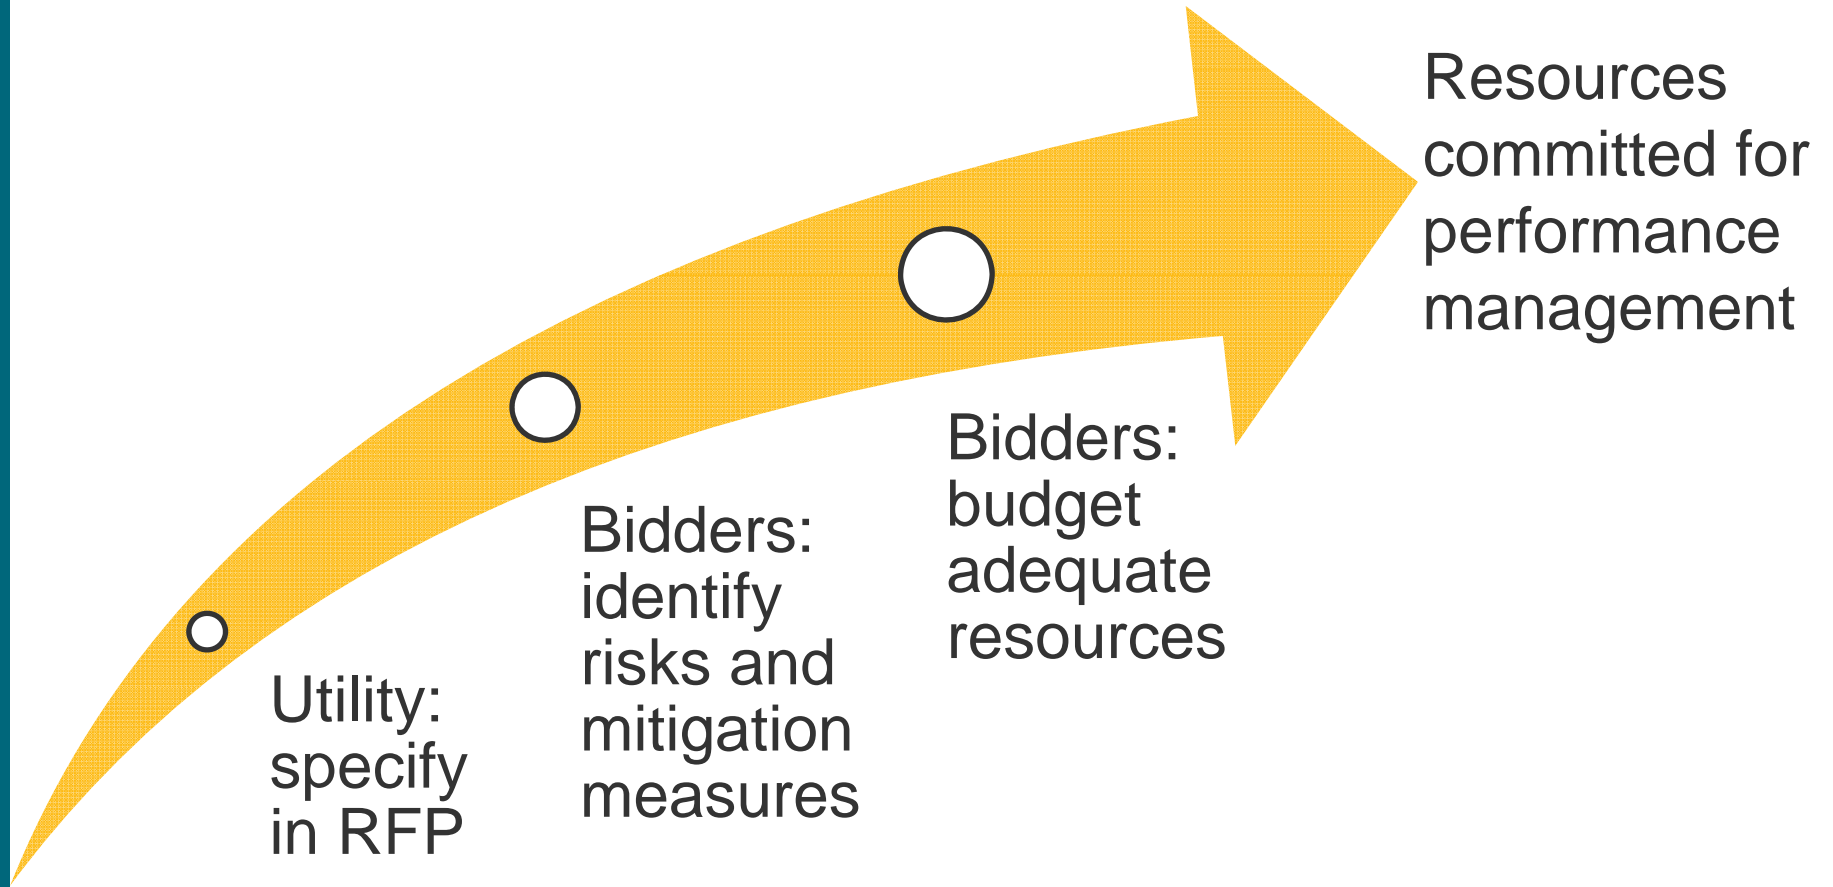 Resources
committed for
performance
management
Bidders:
budget
adequate
resources
Bidders:
identify
risks and
mitigation
measures
Utility:
specify
in RFP